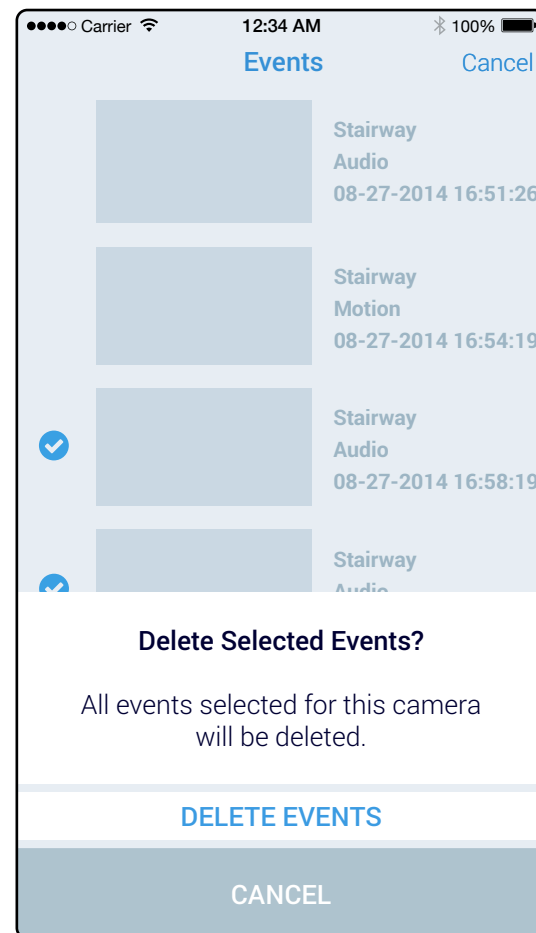 Carrier 12:34 AM 100%
Events Cancel
Stairway
Audio
08-27-2014 16:51:26
Stairway
Motion
08-27-2014 16:54:19
Stairway
Audio
08-27-2014 16:58:19
Stairway
Audio
Delete Selected Events?
All events selected for this camera
will be deleted.
DELETE EVENTS
CANCEL